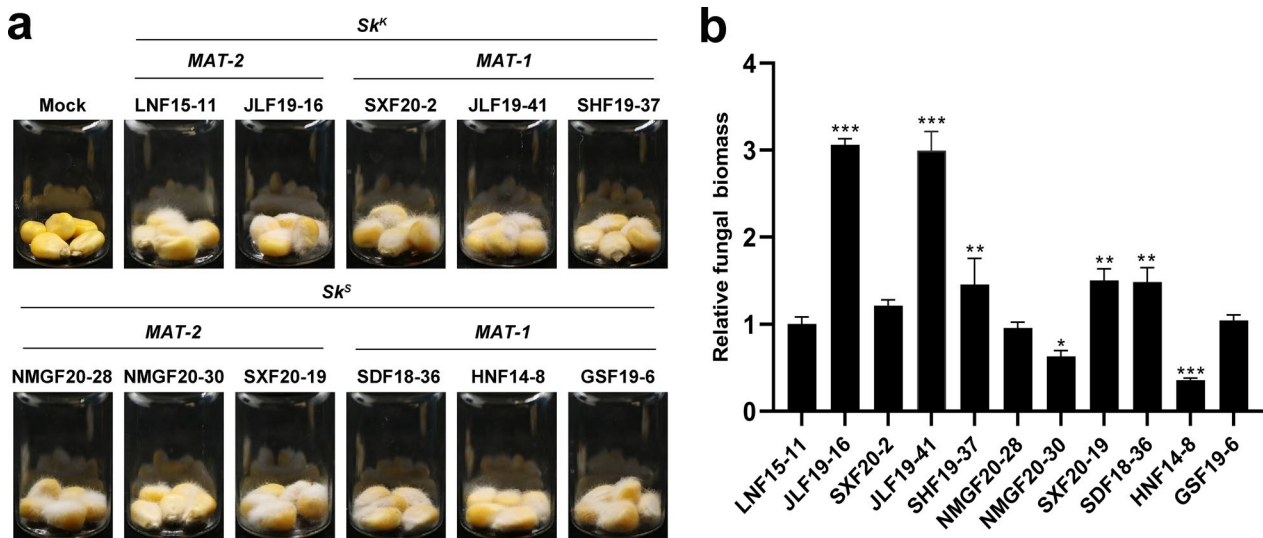 a
Sk^K
MAT-2 MAT-1
Mock LNF15-11 JLF19-16 SXF20-2 JLF19-41 SHF19-37
Sk^S
MAT-2 MAT-1
NMGF20-28 NMGF20-30 SXF20-19 SDF18-36 HNF14-8 GSF19-6
b
Relative fungal biomass
4
3
2
1
0
*** *** ** * ** ** ***
LNF15-11
JLF19-16
SXF20-2
JLF19-41
SHF19-37
NMGF20-28
NMGF20-30
SXF20-19
SDF18-36
HNF14-8
GSF19-6